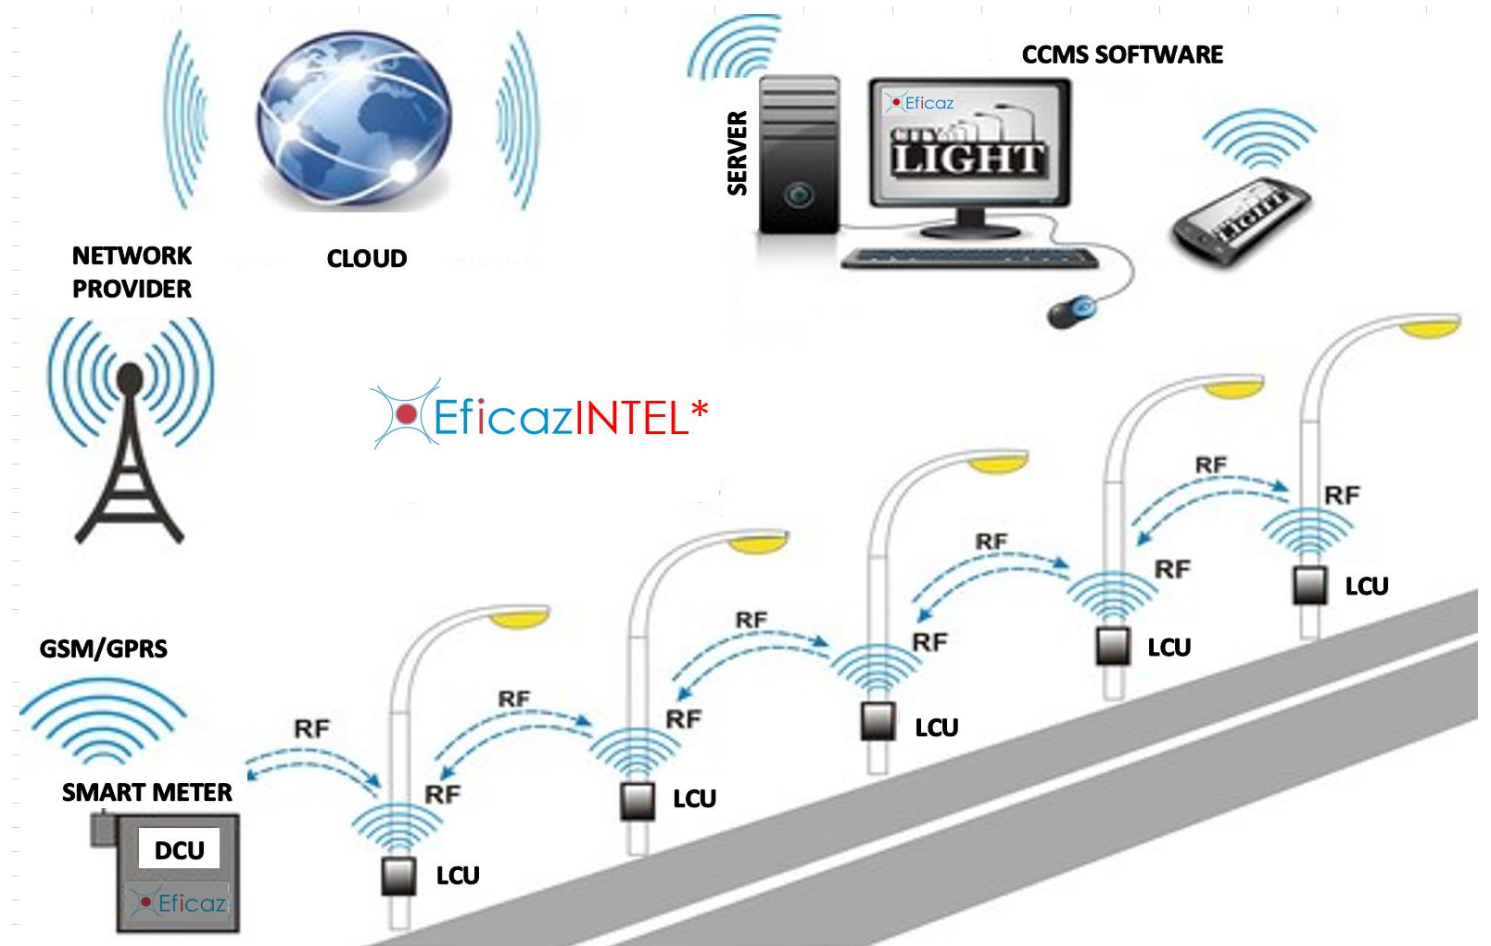 CCMS SOFTWARE
SERVER
Eficaz
CITY
LIGHT
NETWORK
PROVIDER
CLOUD
EficazINTEL*
RF
RF
LCU
RF
RF
LCU
RF
RF
LCU
RF
RF
LCU
GSM/GPRS
RF
RF
LCU
SMART METER
DCU
Eficaz